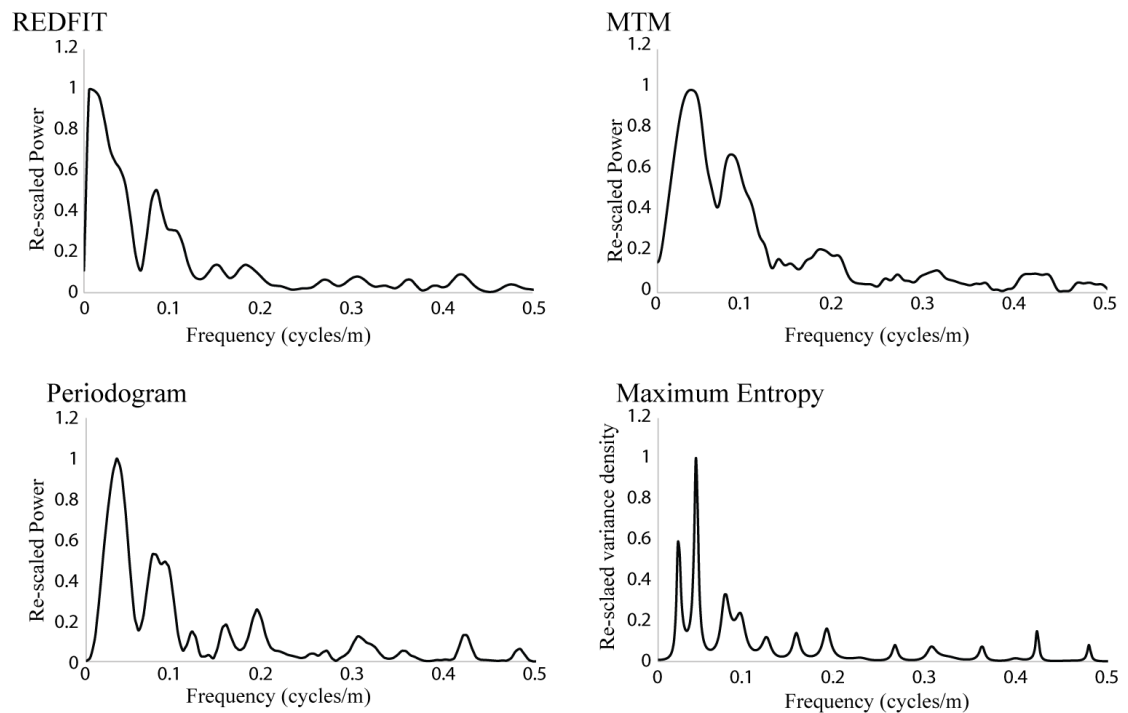 REDFIT
1.2
1
0.8
0.6
0.4
0.2
0
Re-scaled Power
0 0.1 0.2 0.3 0.4 0.5
Frequency (cycles/m)
MTM
1.2
1
0.8
0.6
0.4
0.2
0
Re-scaled Power
0 0.1 0.2 0.3 0.4 0.5
Frequency (cycles/m)
Periodogram
1.2
1
0.8
0.6
0.4
0.2
0
Re-scaled Power
0 0.1 0.2 0.3 0.4 0.5
Frequency (cycles/m)
Maximum Entropy
1.2
1
0.8
0.6
0.4
0.2
0
Re-sclaed variance density
0 0.1 0.2 0.3 0.4 0.5
Frequency (cycles/m)